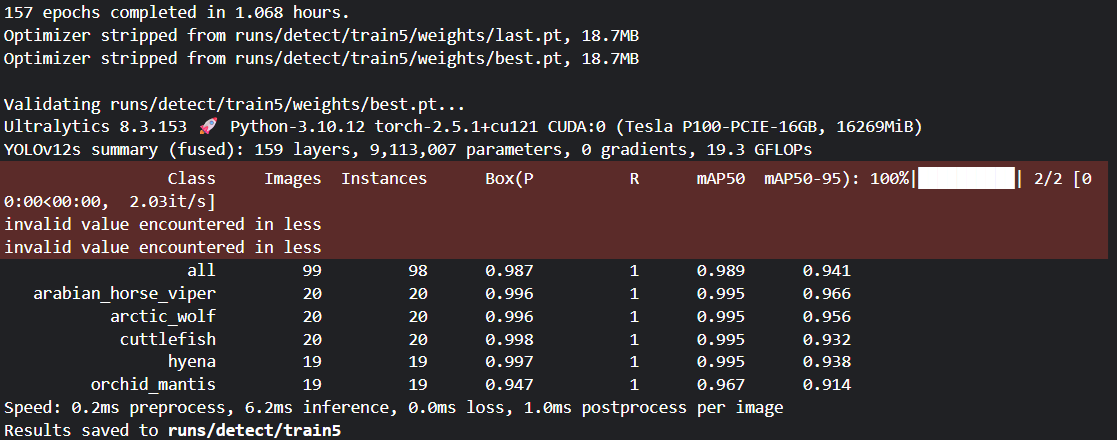 157 epochs completed in 1.068 hours.
Optimizer stripped from runs/detect/train5/weights/last.pt, 18.7MB
Optimizer stripped from runs/detect/train5/weights/best.pt, 18.7MB
Validating runs/detect/train5/weights/best.pt...
Ultralytics 8.3.153 🚀 Python-3.10.12 torch-2.5.1+cu121 CUDA:0 (Tesla P100-PCIE-16GB, 16269MiB)
YOLOv12s summary (fused): 159 layers, 9,113,007 parameters, 0 gradients, 19.3 GFLOPs
Class Images Instances Box(P R mAP50 mAP50-95): 100%|██████████| 2/2 [0
0:00<00:00, 2.03it/s]
invalid value encountered in less
invalid value encountered in less
all 99 98 0.987 1 0.989 0.941
arabian_horse_viper 20 20 0.996 1 0.995 0.966
arctic_wolf 20 20 0.996 1 0.995 0.956
cuttlefish 20 20 0.998 1 0.995 0.932
hyena 19 19 0.997 1 0.995 0.938
orchid_mantis 19 19 0.947 1 0.967 0.914
Speed: 0.2ms preprocess, 6.2ms inference, 0.0ms loss, 1.0ms postprocess per image
Results saved to runs/detect/train5